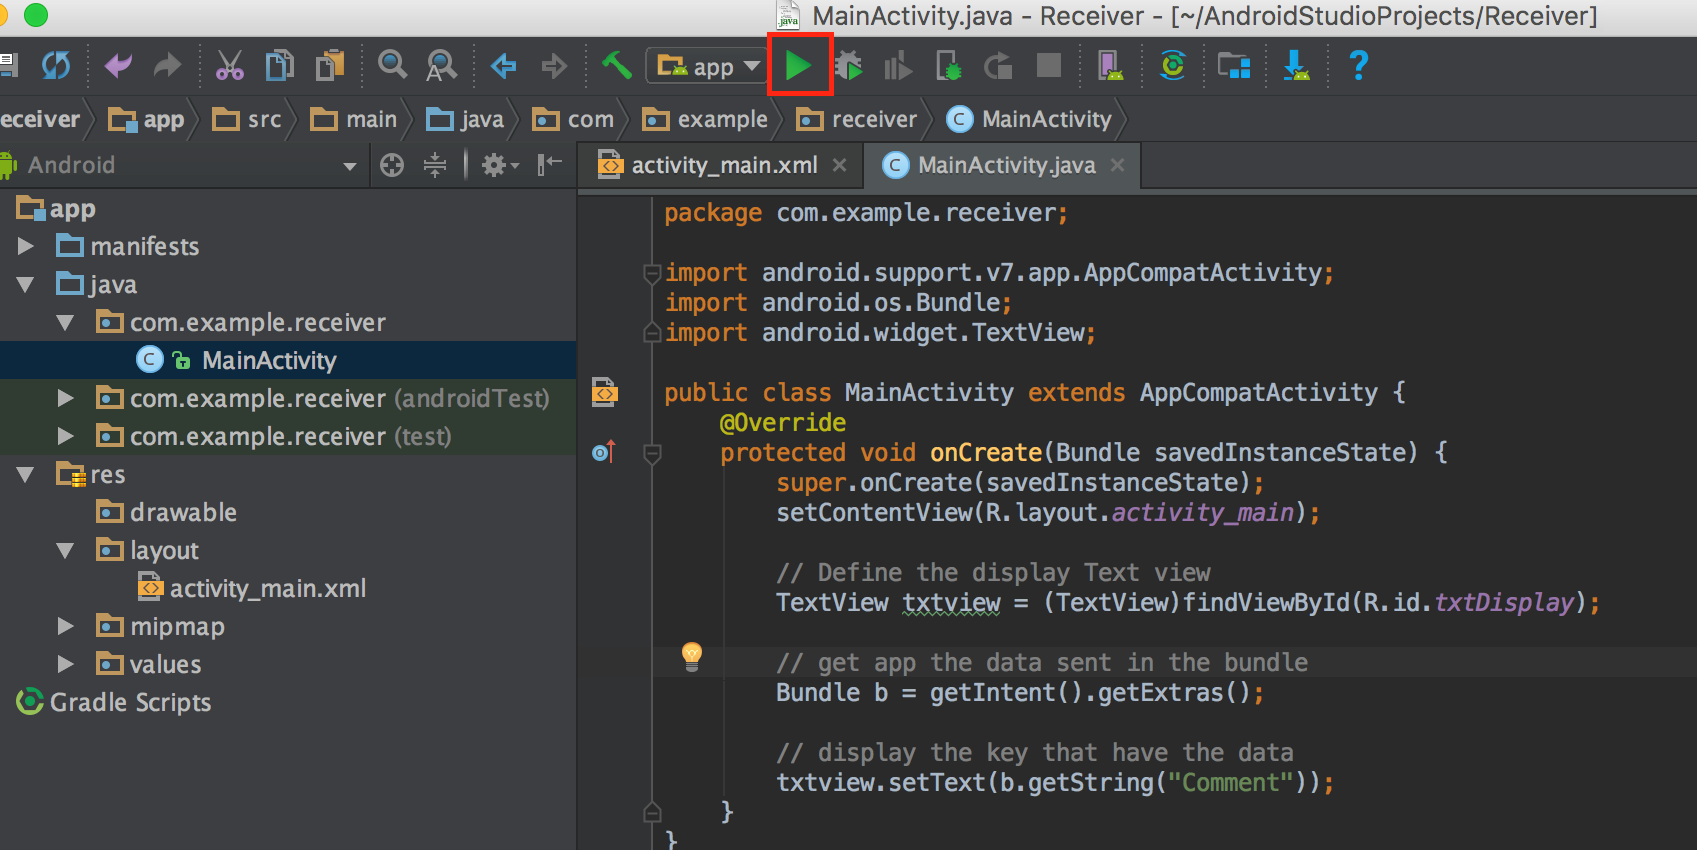 MainActivity.java - Receiver - [~/AndroidStudioProjects/Receiver]
app
eceiver app src main java com example receiver MainActivity
Android
activity_main.xml MainActivity.java
app
manifests
java
com.example.receiver
MainActivity
com.example.receiver (androidTest)
com.example.receiver (test)
res
drawable
layout
activity_main.xml
mipmap
values
Gradle Scripts
package com.example.receiver;
import android.support.v7.app.AppCompatActivity;
import android.os.Bundle;
import android.widget.TextView;
public class MainActivity extends AppCompatActivity {
@Override
protected void onCreate(Bundle savedInstanceState) {
super.onCreate(savedInstanceState);
setContentView(R.layout.activity_main);
// Define the display Text view
TextView txtview = (TextView)findViewById(R.id.txtDisplay);
// get app the data sent in the bundle
Bundle b = getIntent().getExtras();
// display the key that have the data
txtview.setText(b.getString("Comment"));
}
}